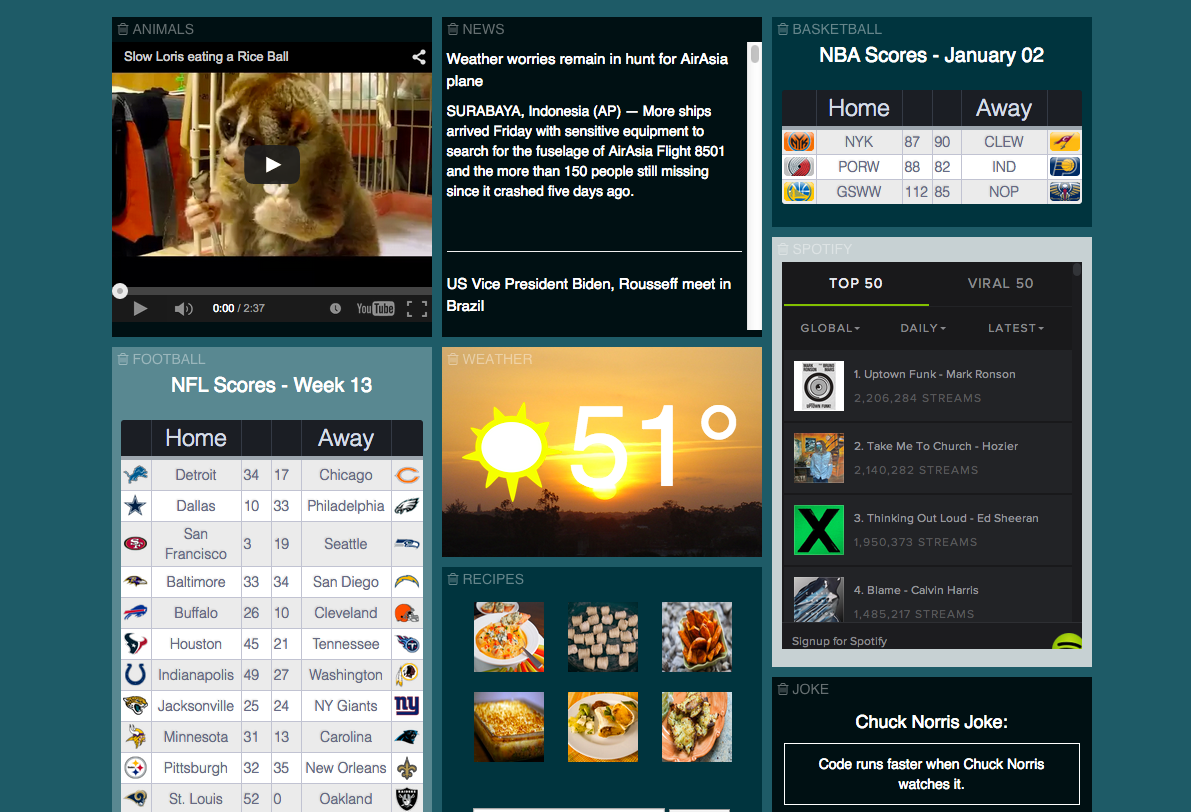 ANIMALS
Slow Loris eating a Rice Ball
0:00 / 2:37
YouTube
NEWS
Weather worries remain in hunt for AirAsia
plane
SURABAYA, Indonesia (AP) — More ships
arrived Friday with sensitive equipment to
search for the fuselage of AirAsia Flight 8501
and the more than 150 people still missing
since it crashed five days ago.
US Vice President Biden, Rousseff meet in
Brazil
BASKETBALL
NBA Scores - January 02
Home Away
NYK 87 90 CLEW
PORW 88 82 IND
GSWW 112 85 NOP
SPOTIFY
TOP 50 VIRAL 50
GLOBAL DAILY LATEST
1. Uptown Funk - Mark Ronson
2,206,284 STREAMS
2. Take Me To Church - Hozier
2,140,282 STREAMS
3. Thinking Out Loud - Ed Sheeran
1,950,373 STREAMS
4. Blame - Calvin Harris
1,485,217 STREAMS
Signup for Spotify
FOOTBALL
NFL Scores - Week 13
Home Away
Detroit 34 17 Chicago
Dallas 10 33 Philadelphia
San
Francisco 3 19 Seattle
Baltimore 33 34 San Diego
Buffalo 26 10 Cleveland
Houston 45 21 Tennessee
Indianapolis 49 27 Washington
Jacksonville 25 24 NY Giants
Minnesota 31 13 Carolina
Pittsburgh 32 35 New Orleans
St. Louis 52 0 Oakland
WEATHER
51°
RECIPES
JOKE
Chuck Norris Joke:
Code runs faster when Chuck Norris
watches it.